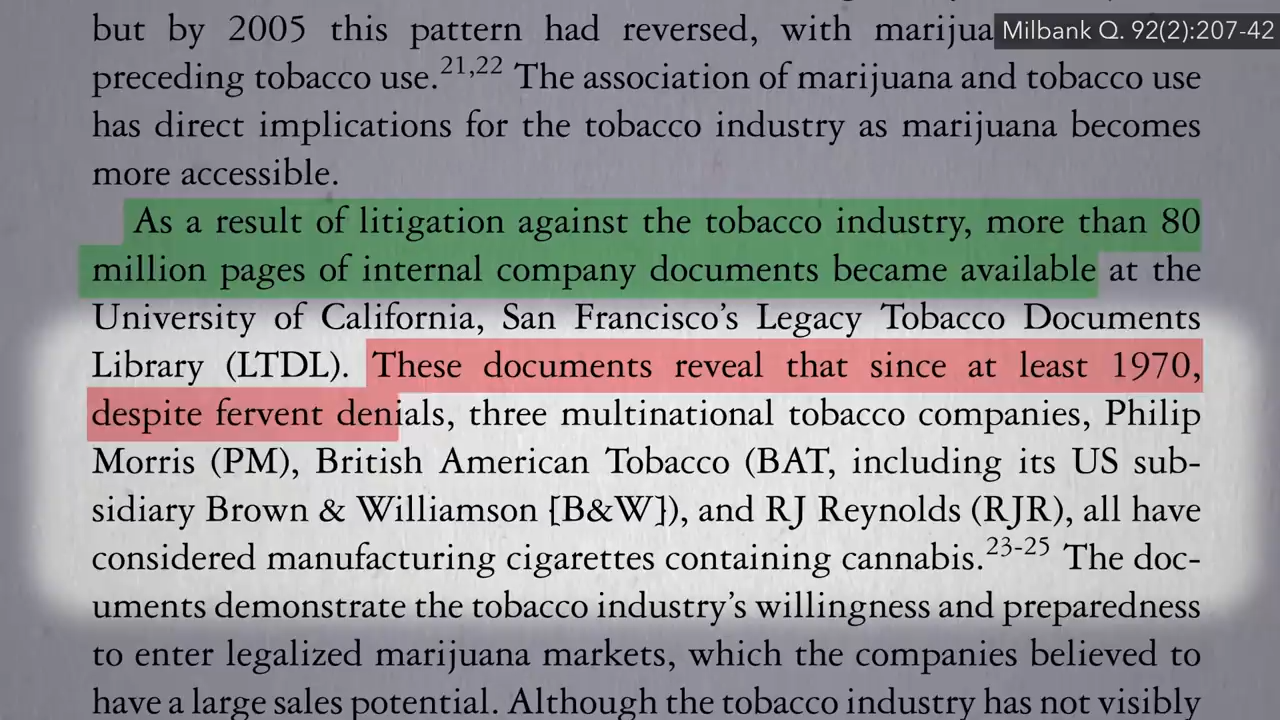 but by 2005 this pattern had reversed, with
Milbank Q. 92(2):207-42
preceding tobacco use.21,22 The association of marijuana and tobacco use
has direct implications for the tobacco industry as marijuana becomes
more accessible.
As a result of litigation against the tobacco industry, more than 80
million pages of internal company documents became available at the
University of California, San Francisco’s Legacy Tobacco Documents
Library (LTDL). These documents reveal that since at least 1970,
despite fervent denials, three multinational tobacco companies, Philip
Morris (PM), British American Tobacco (BAT, including its US sub-
sidiary Brown & Williamson [B&W]), and RJ Reynolds (RJR), all have
considered manufacturing cigarettes containing cannabis.23-25 The doc-
uments demonstrate the tobacco industry’s willingness and preparedness
to enter legalized marijuana markets, which the companies believed to
have a large sales potential. Although the tobacco industry has not visibly